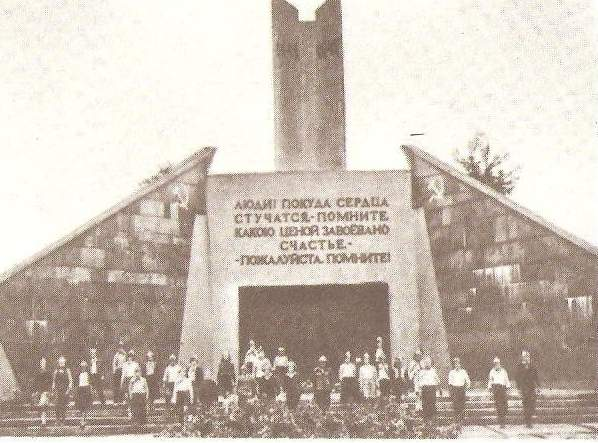 ЛЮДИ! ПОКУДА СЕРДЦА
СТУЧАТСЯ,- ПОМНИТЕ,
КАКОЮ ЦЕНОЙ ЗАВОЁВАНО
СЧАСТЬЕ,-
-ПОЖАЛУЙСТА, ПОМНИТЕ!